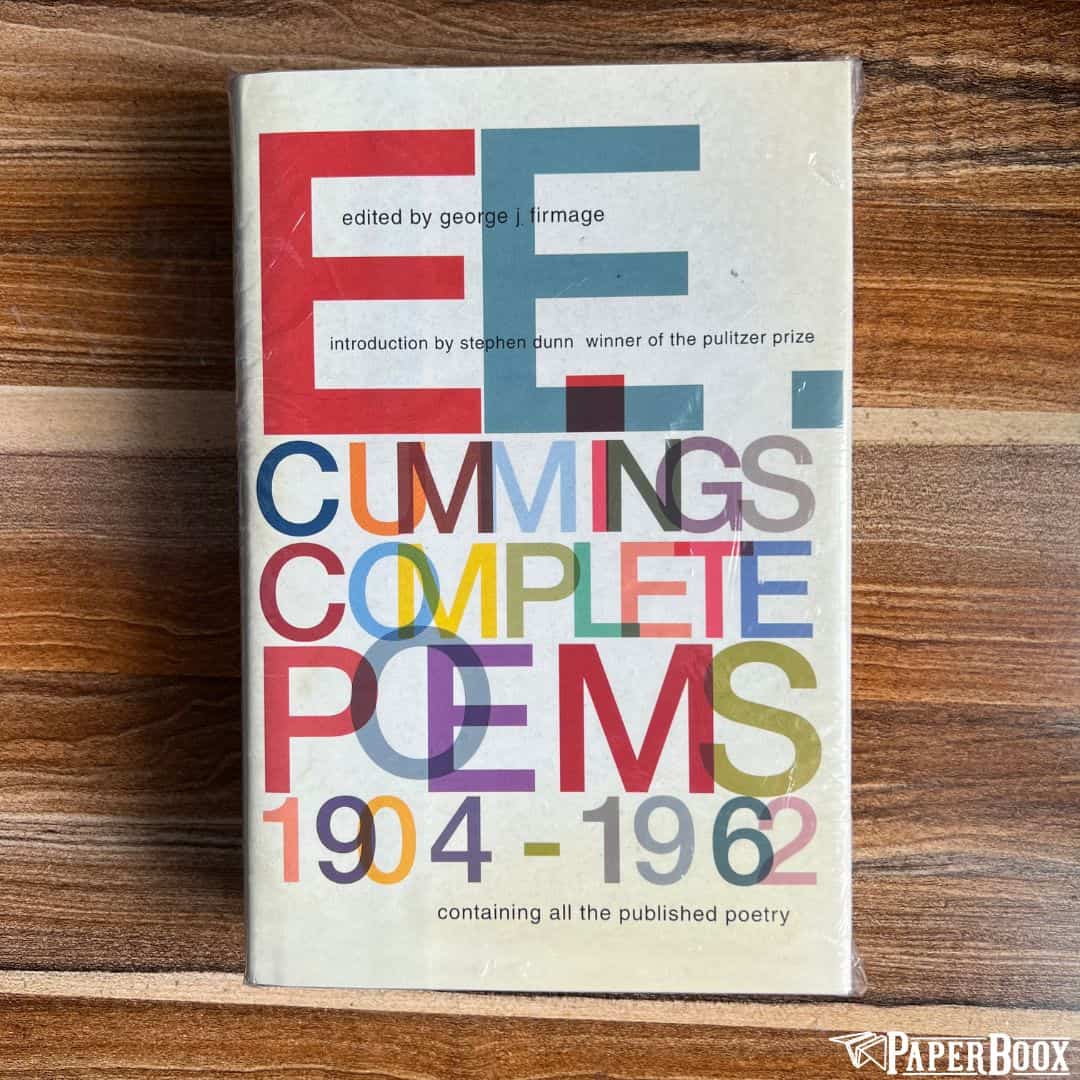 E.E.
edited by george j. firmage
introduction by stephen dunn winner of the pulitzer prize
CUMMINGS
COMPLETE
POEMS
1904-1962
containing all the published poetry
PAPERBOOX